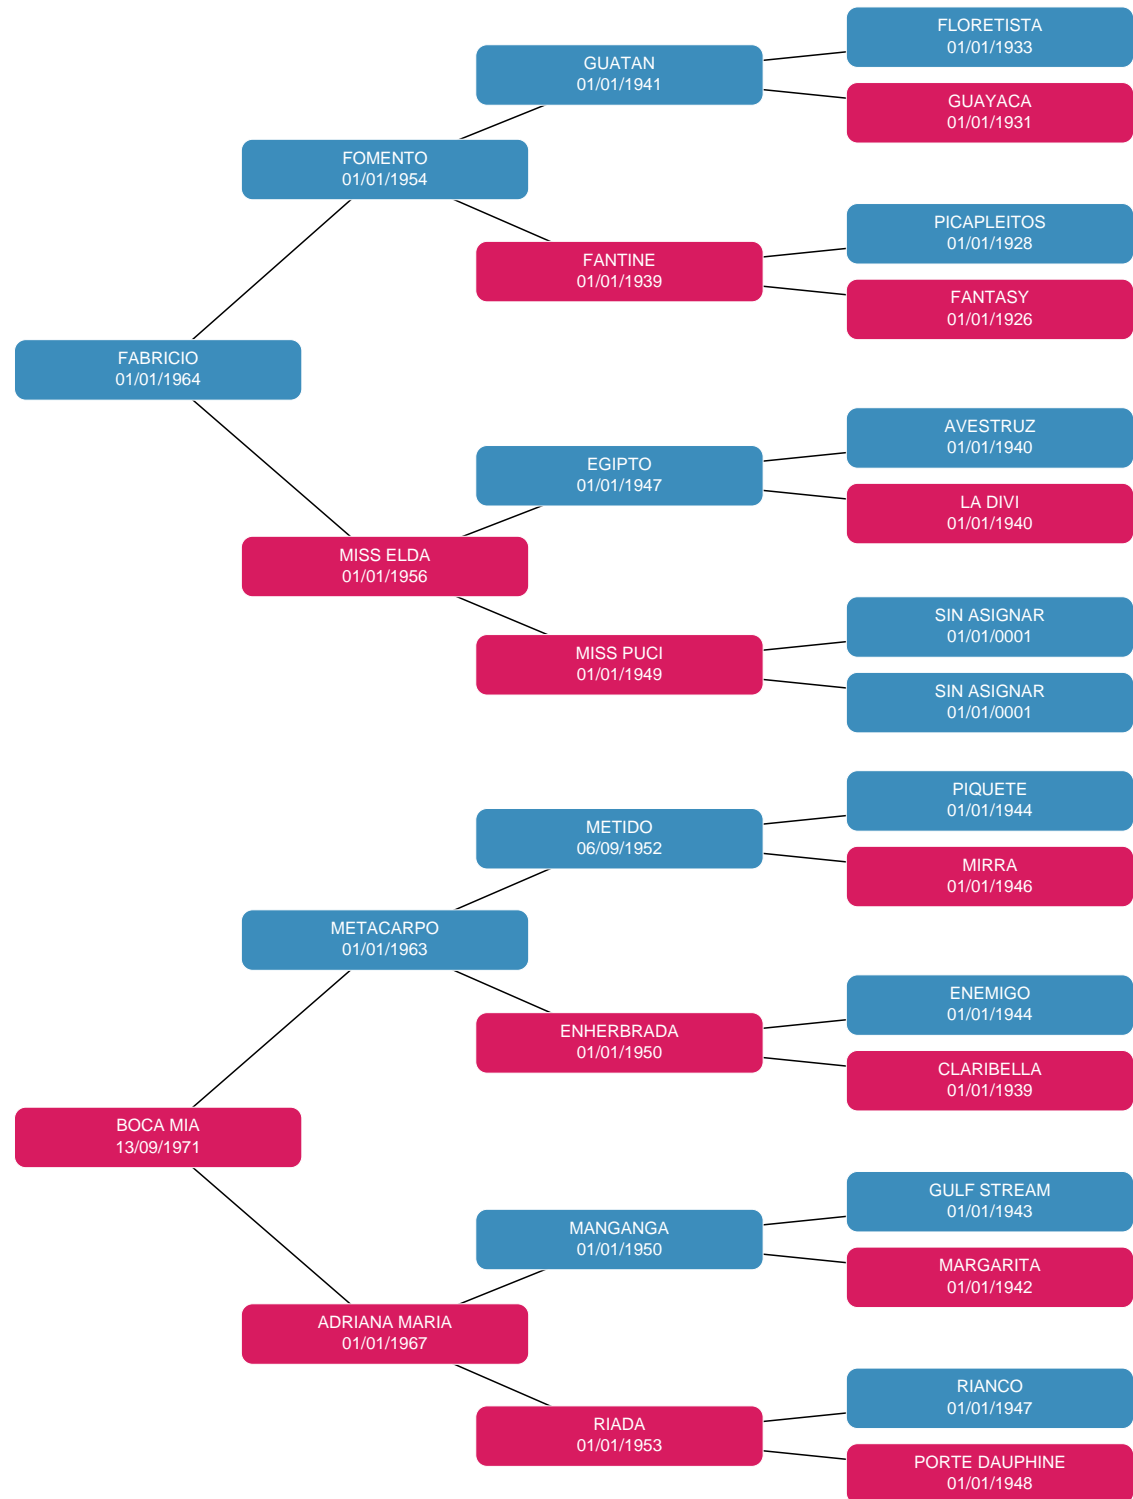 FLORETISTA
01/01/1933
GUATAN
01/01/1941
GUAYACA
01/01/1931
FOMENTO
01/01/1954
PICAPLEITOS
01/01/1928
FANTINE
01/01/1939
FANTASY
01/01/1926
FABRICIO
01/01/1964
AVESTRUZ
01/01/1940
EGIPTO
01/01/1947
LA DIVI
01/01/1940
MISS ELDA
01/01/1956
SIN ASIGNAR
01/01/0001
MISS PUCI
01/01/1949
SIN ASIGNAR
01/01/0001
PIQUETE
01/01/1944
METIDO
06/09/1952
MIRRA
01/01/1946
METACARPO
01/01/1963
ENEMIGO
01/01/1944
ENHERBRADA
01/01/1950
CLARIBELLA
01/01/1939
BOCA MIA
13/09/1971
GULF STREAM
01/01/1943
MANGANGA
01/01/1950
MARGARITA
01/01/1942
ADRIANA MARIA
01/01/1967
RIANCO
01/01/1947
RIADA
01/01/1953
PORTE DAUPHINE
01/01/1948